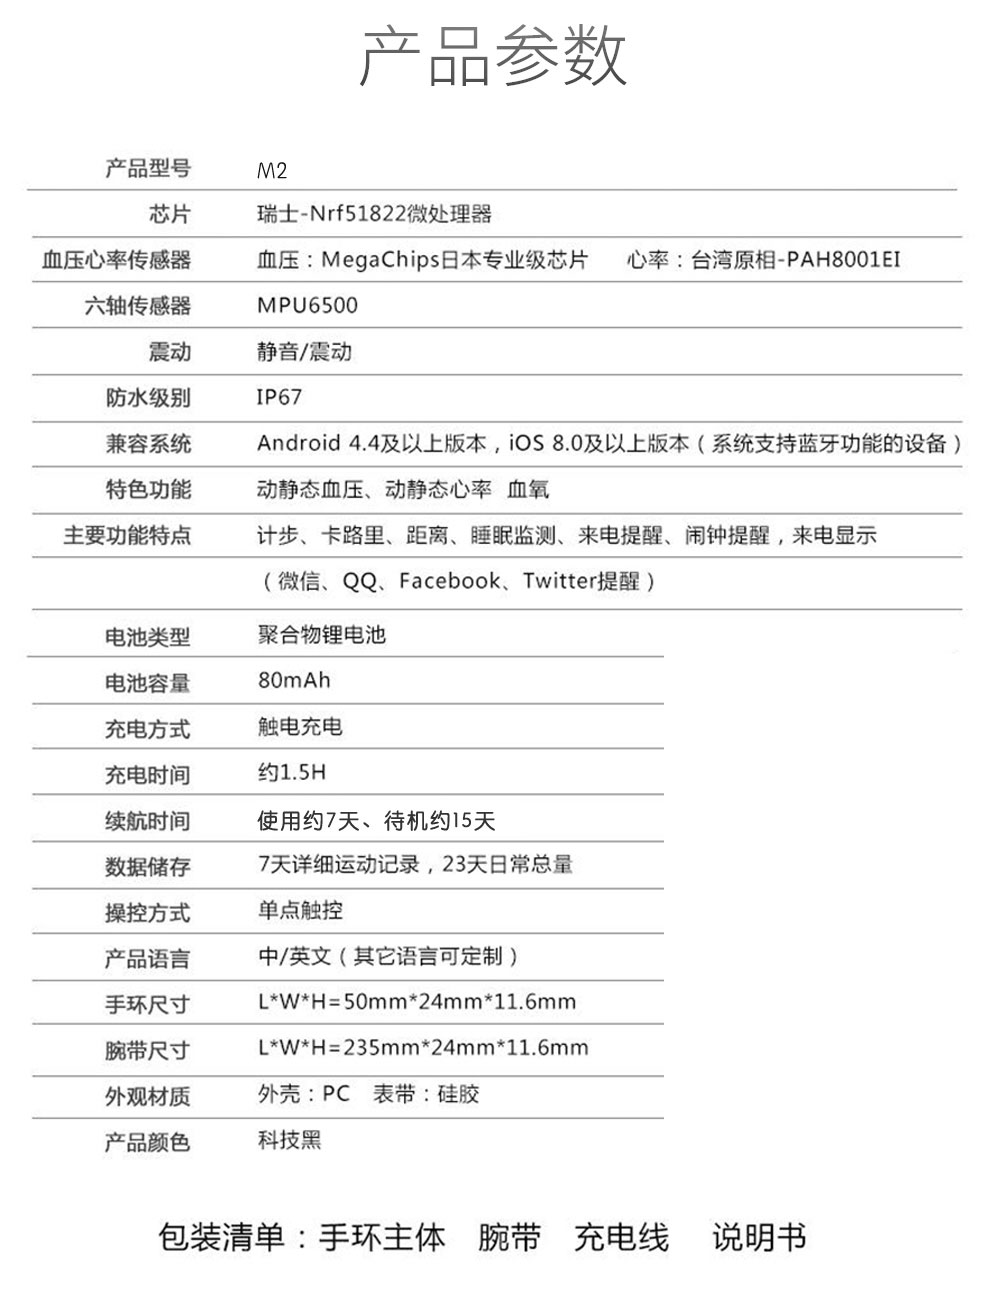 产品参数
产品型号 M2
芯片 瑞士-Nrf51822微处理器
血压心率传感器 血压：MegaChips日本专业级芯片 心率：台湾原相-PAH8001EI
六轴传感器 MPU6500
震动 静音/震动
防水级别 IP67
兼容系统 Android 4.4及以上版本，iOS 8.0及以上版本（系统支持蓝牙功能的设备）
特色功能 动静态血压、动静态心率 血氧
主要功能特点 计步、卡路里、距离、睡眠监测、来电提醒、闹钟提醒，来电显示
（微信、QQ、Facebook、Twitter提醒）
电池类型 聚合物锂电池
电池容量 80mAh
充电方式 触电充电
充电时间 约1.5H
续航时间 使用约7天、待机约15天
数据储存 7天详细运动记录，23天日常总量
操控方式 单点触控
产品语言 中/英文（其它语言可定制）
手环尺寸 L*W*H=50mm*24mm*11.6mm
腕带尺寸 L*W*H=235mm*24mm*11.6mm
外观材质 外壳：PC 表带：硅胶
产品颜色 科技黑
包装清单：手环主体 腕带 充电线 说明书